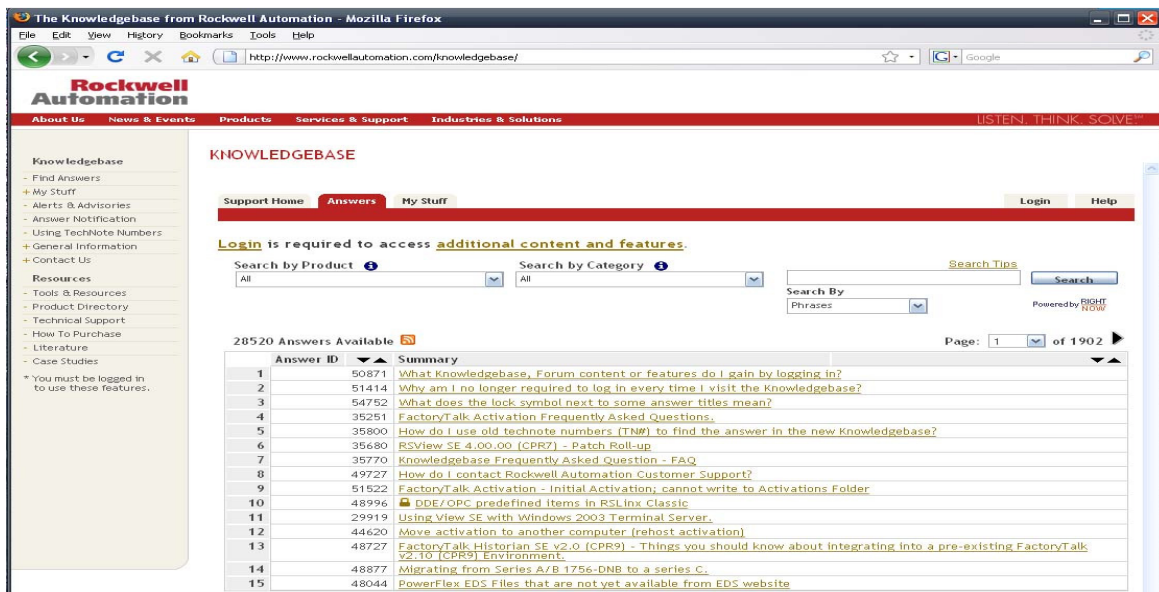 The Knowledgebase from Rockwell Automation - Mozilla Firefox
File Edit View History Bookmarks Tools Help
http://www.rockwellautomation.com/knowledgebase/
G Google
Rockwell
Automation
About Us News & Events Products Services & Support Industries & Solutions LISTEN. THINK. SOLVE.℠
Knowledgebase
- Find Answers
+ My Stuff
- Alerts & Advisories
- Answer Notification
- Using TechNote Numbers
+ General Information
+ Contact Us
Resources
- Tools & Resources
- Product Directory
- Technical Support
- How To Purchase
- Literature
- Case Studies
* You must be logged in
to use these features.
KNOWLEDGEBASE
Support Home Answers My Stuff Login Help
Login is required to access additional content and features.
Search by Product Search by Category Search Tips
All All Search
Search By
Phrases Powered by RIGHT NOW
28520 Answers Available Page: 1 of 1902
Answer ID Summary
1 50871 What Knowledgebase, Forum content or features do I gain by logging in?
2 51414 Why am I no longer required to log in every time I visit the Knowledgebase?
3 54752 What does the lock symbol next to some answer titles mean?
4 35251 FactoryTalk Activation Frequently Asked Questions.
5 35800 How do I use old technote numbers (TN#) to find the answer in the new Knowledgebase?
6 35680 RSView SE 4.00.00 (CPR7) - Patch Roll-up
7 35770 Knowledgebase Frequently Asked Question - FAQ
8 49727 How do I contact Rockwell Automation Customer Support?
9 51522 FactoryTalk Activation - Initial Activation; cannot write to Activations Folder
10 48996 DDE/OPC predefined items in RSLinx Classic
11 29919 Using View SE with Windows 2003 Terminal Server.
12 44620 Move activation to another computer (rehost activation)
13 48727 FactoryTalk Historian SE v2.0 (CPR9) - Things you should know about integrating into a pre-existing FactoryTalk
v2.10 (CPR9) Environment.
14 48877 Migrating from Series A/B 1756-DNB to a series C.
15 48044 PowerFlex EDS Files that are not yet available from EDS website